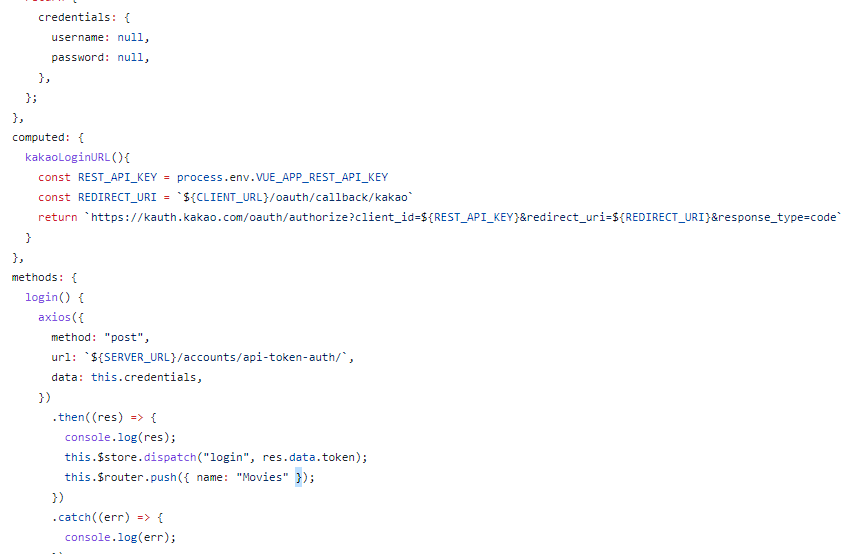 credentials: {
username: null,
password: null,
},
};
},
computed: {
kakaoLoginURL(){
const REST_API_KEY = process.env.VUE_APP_REST_API_KEY
const REDIRECT_URI = `${CLIENT_URL}/oauth/callback/kakao`
return `https://kauth.kakao.com/oauth/authorize?client_id=${REST_API_KEY}&redirect_uri=${REDIRECT_URI}&response_type=code`
}
},
methods: {
login() {
axios({
method: "post",
url: `${SERVER_URL}/accounts/api-token-auth/`,
data: this.credentials,
})
.then((res) => {
console.log(res);
this.$store.dispatch("login", res.data.token);
this.$router.push({ name: "Movies" });
})
.catch((err) => {
console.log(err);